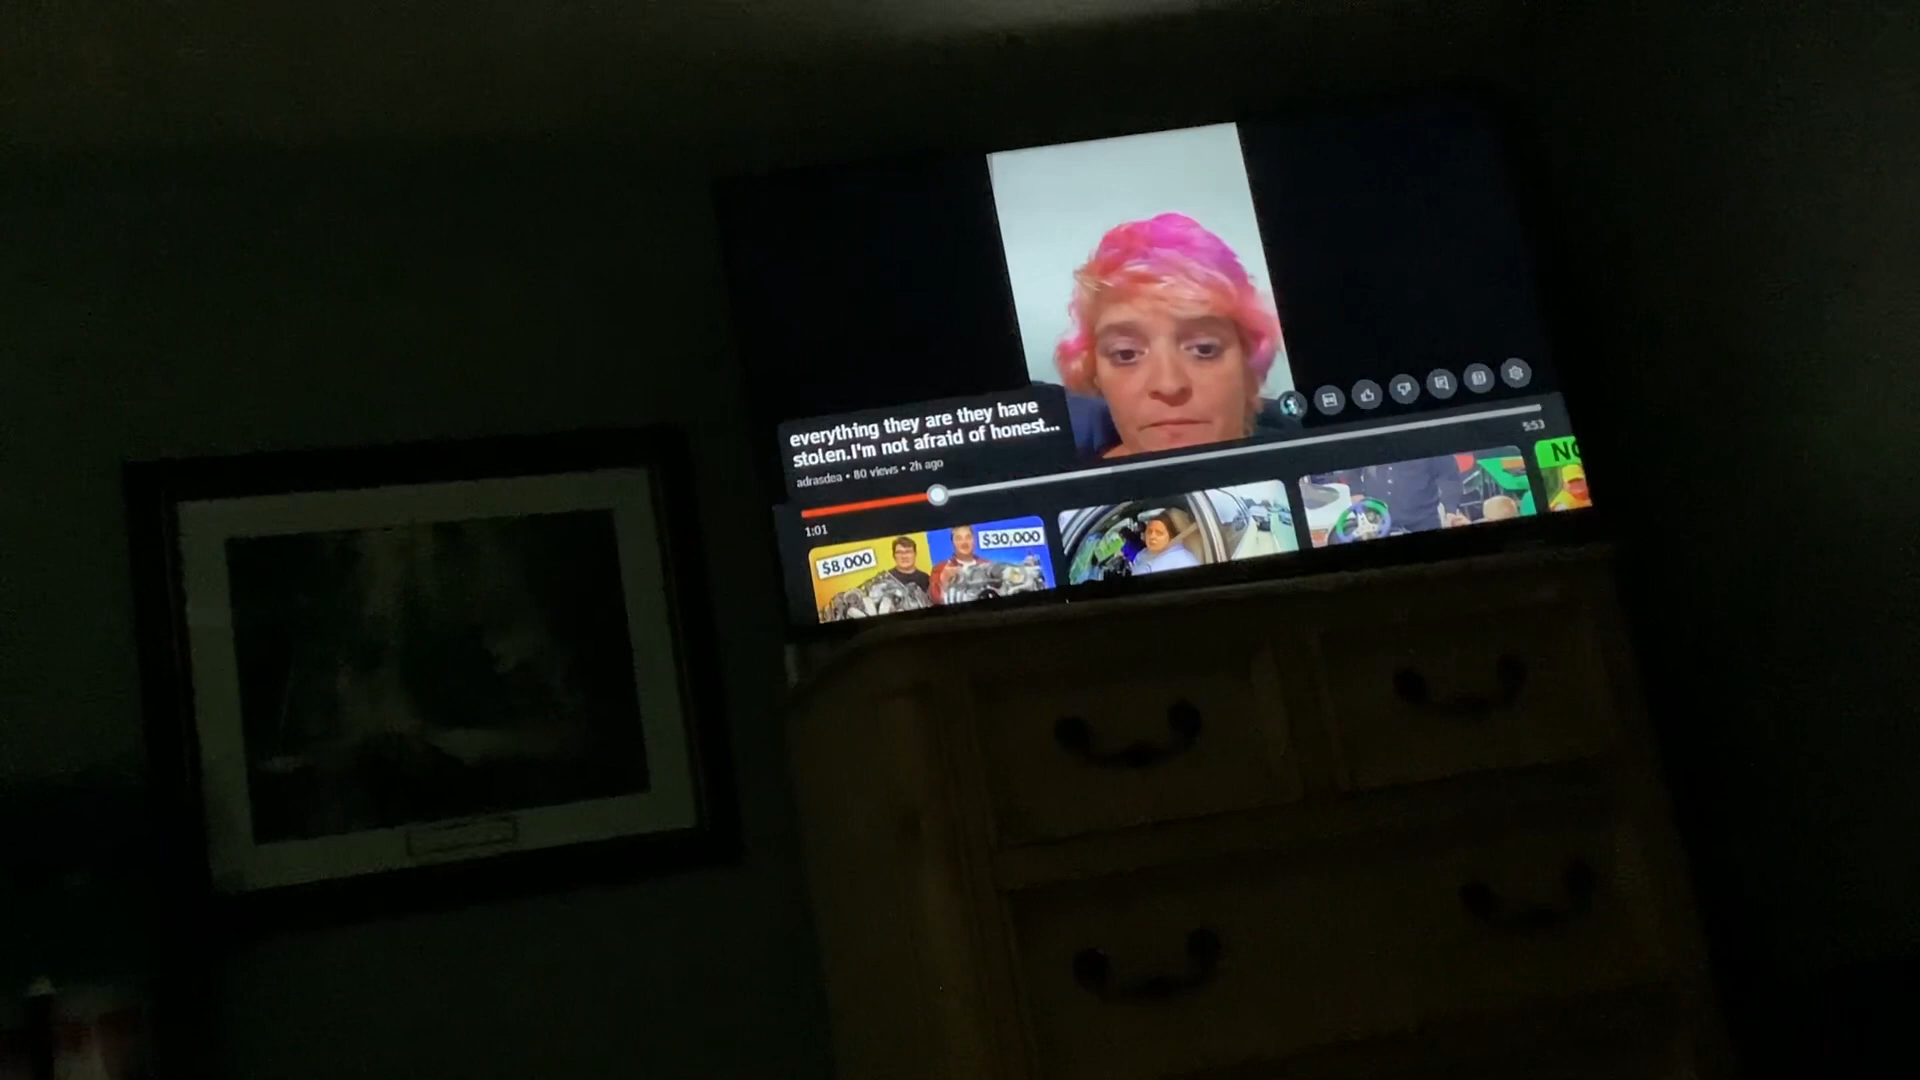 everything they are they have
stolen.I'm not afraid of honest...
adrasdea • 80 views • 2h ago
5:53
1:01
$8,000
$30,000
NO